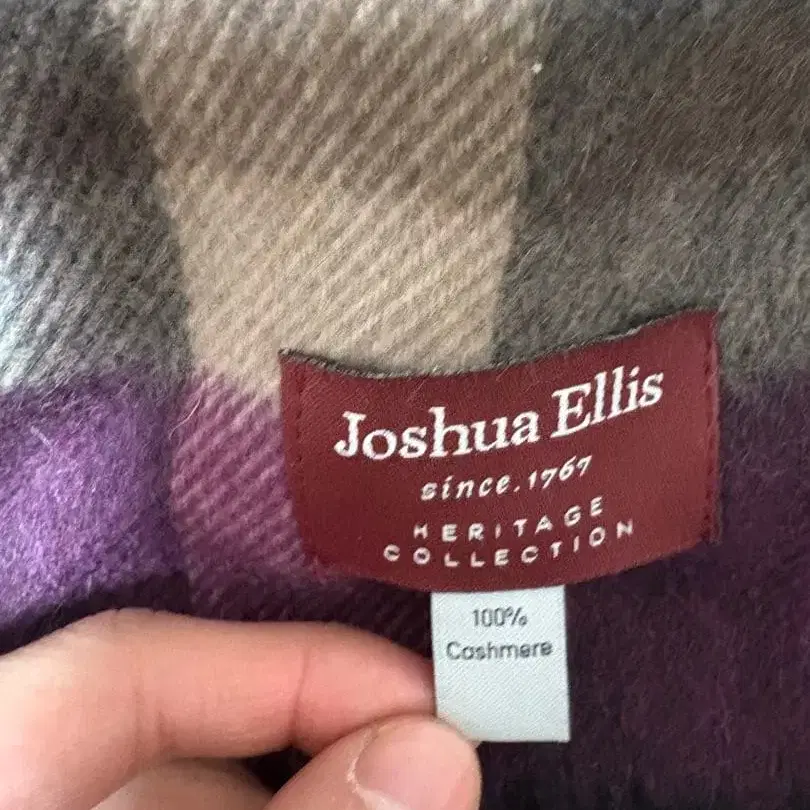 Joshua Ellis
since.1767
HERITAGE
COLLECTION
100%
Cashmere